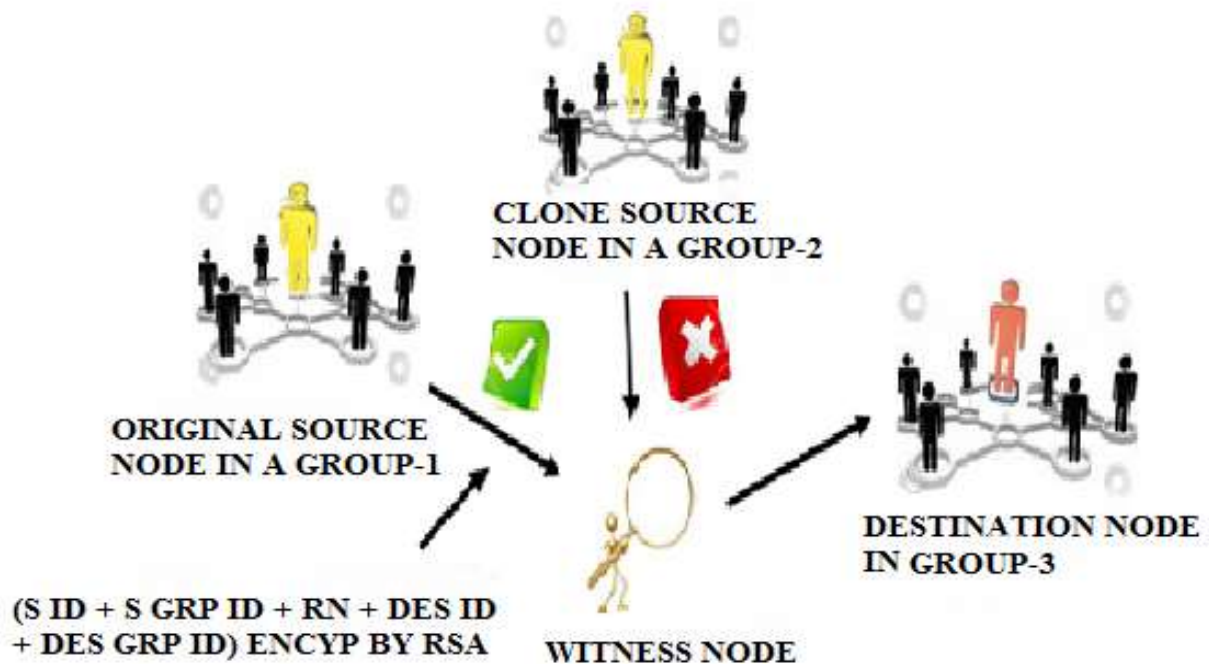 CLONE SOURCE
NODE IN A GROUP-2
ORIGINAL SOURCE
NODE IN A GROUP-1
DESTINATION NODE
IN GROUP-3
(S ID + S GRP ID + RN + DES ID
+ DES GRP ID) ENCYP BY RSA
WITNESS NODE